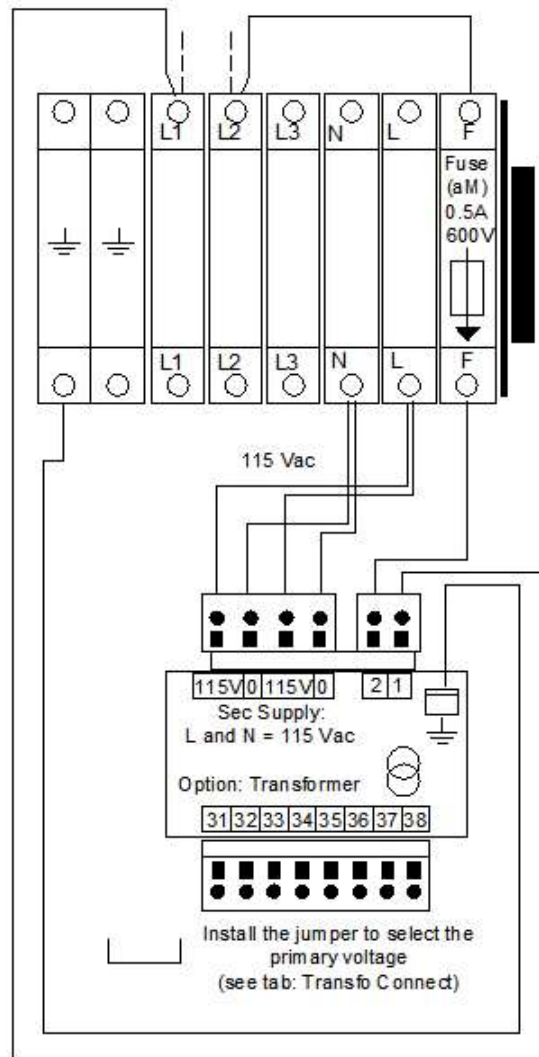 L1 L2 L3 N L F
Fuse
(aM)
0.5A
600V
L1 L2 L3 N L F
115 Vac
115V 0 115V 0 2 1
Sec Supply:
L and N = 115 Vac
Option: Transformer
31 32 33 34 35 36 37 38
Install the jumper to select the
primary voltage
(see tab: Transfo Connect)